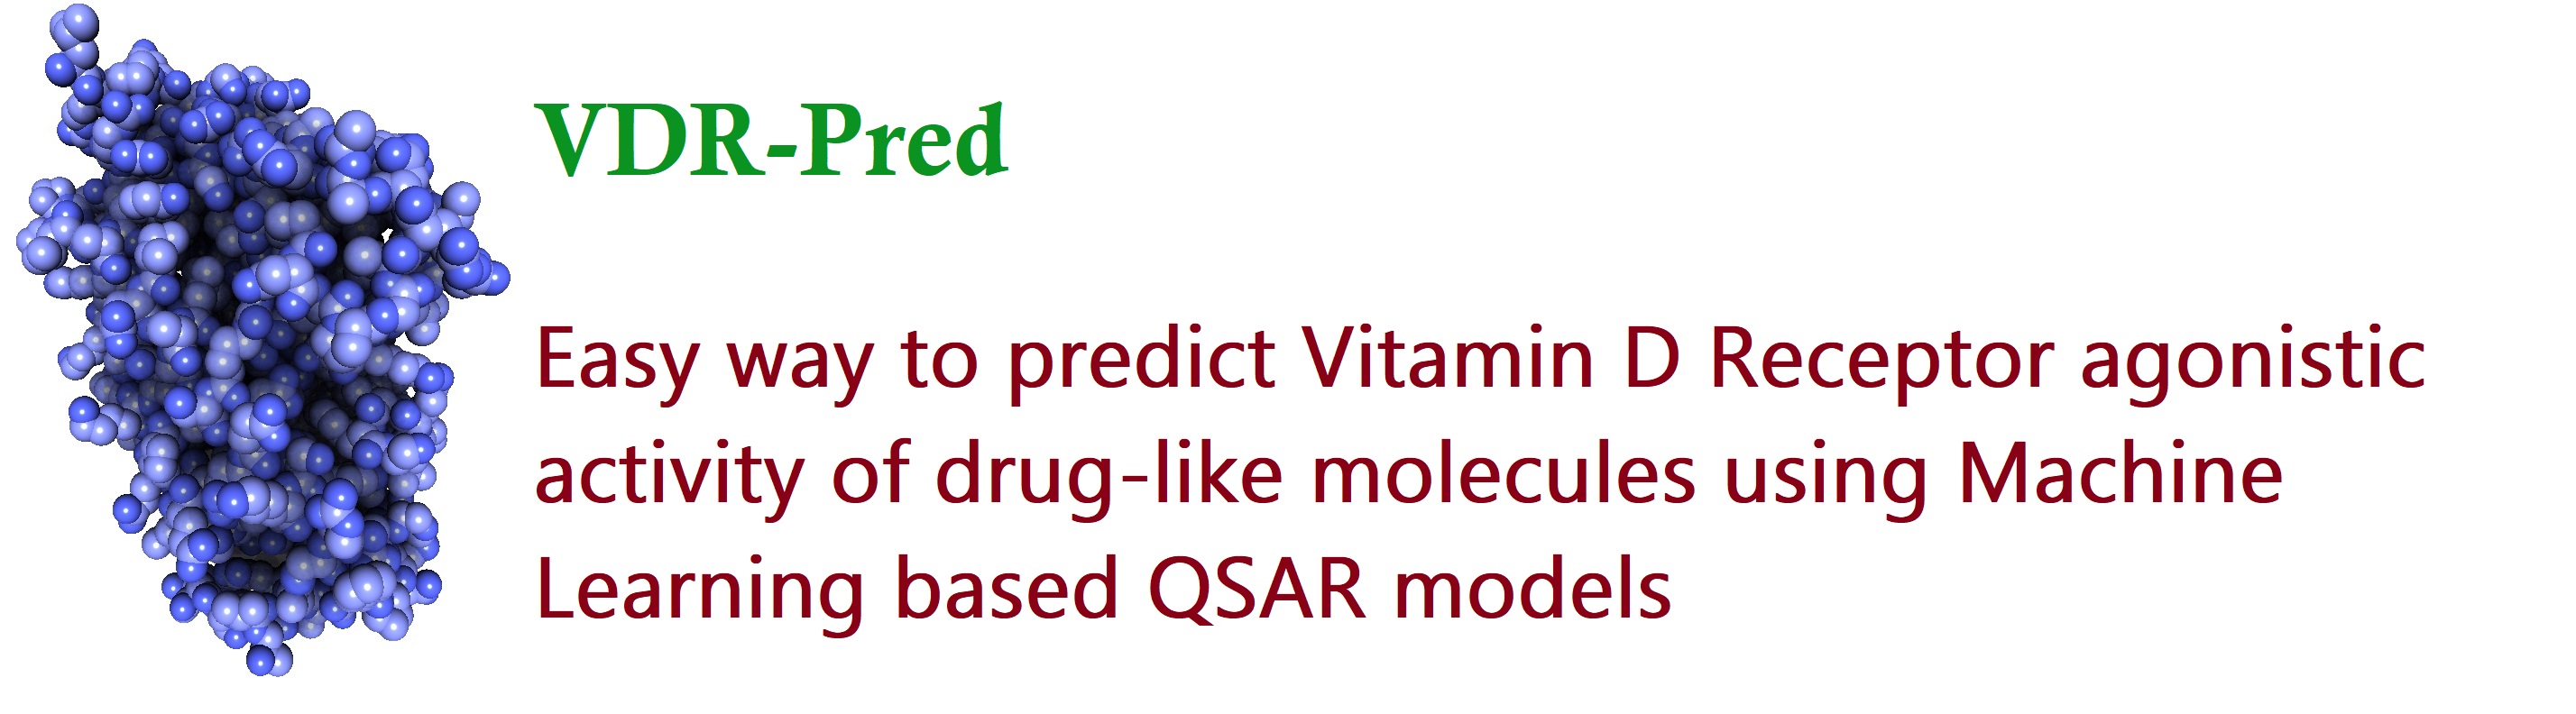 VDR-Pred
Easy way to predict Vitamin D Receptor agonistic
activity of drug-like molecules using Machine
Learning based QSAR models